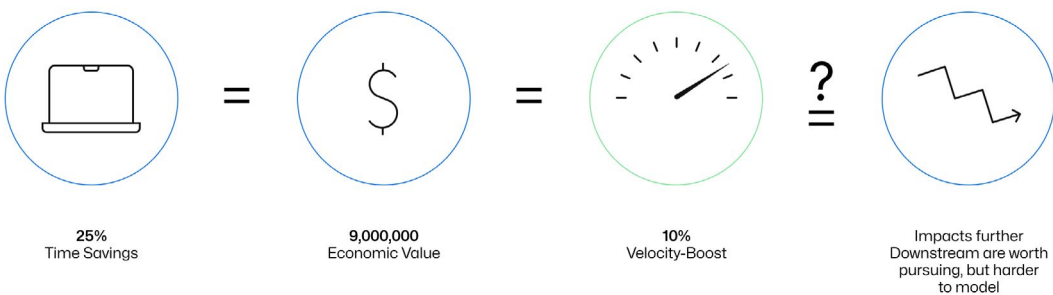 =
$
=
?
=
25%
Time Savings
9,000,000
Economic Value
10%
Velocity-Boost
Impacts further
Downstream are worth
pursuing, but harder
to model